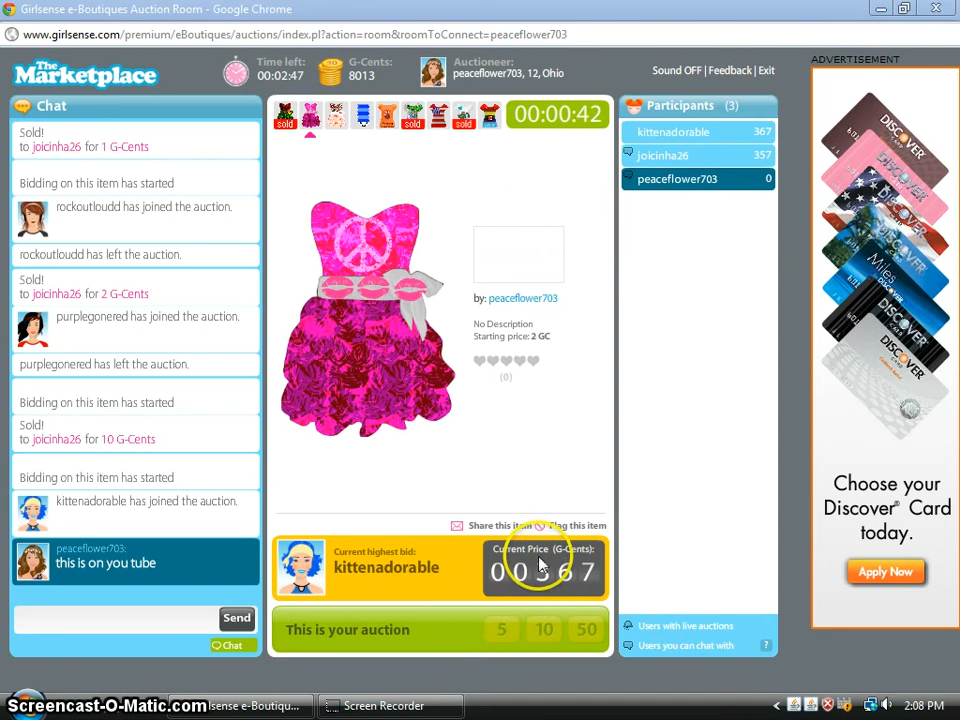 Girlsense e-Boutiques Auction Room - Google Chrome
www.girlsense.com/premium/eBoutiques/auctions/index.pl?action=room&roomToConnect=peaceflower703
The Marketplace
Time left:
00:02:47
G-Cents:
8013
Auctioneer:
peaceflower703, 12, Ohio
Sound OFF | Feedback | Exit
ADVERTISEMENT
Chat
Sold!
to joicinha26 for 1 G-Cents
Bidding on this item has started
rockoutloudd has joined the auction.
rockoutloudd has left the auction.
Sold!
to joicinha26 for 2 G-Cents
purplegonered has joined the auction.
purplegonered has left the auction.
Bidding on this item has started
Sold!
to joicinha26 for 10 G-Cents
Bidding on this item has started
kittenadorable has joined the auction.
peaceflower703:
this is on you tube
Send
Chat
sold
sold
sold
00:00:42
by: peaceflower703
No Description
Starting price: 2 GC
(0)
Share this item
Flag this item
Current highest bid:
kittenadorable
Current Price (G-Cents):
00367
This is your auction
5 10 50
Participants (3)
kittenadorable 367
joicinha26 357
peaceflower703 0
Users with live auctions
Users you can chat with ?
DISCOVER
DISCOVER
Miles
DISCOVER
DISCOVER
DISCOVER
Choose your
Discover® Card
today.
Apply Now
Screencast-O-Matic.com
rlsense e-Boutiqu...
Screen Recorder
2:08 PM